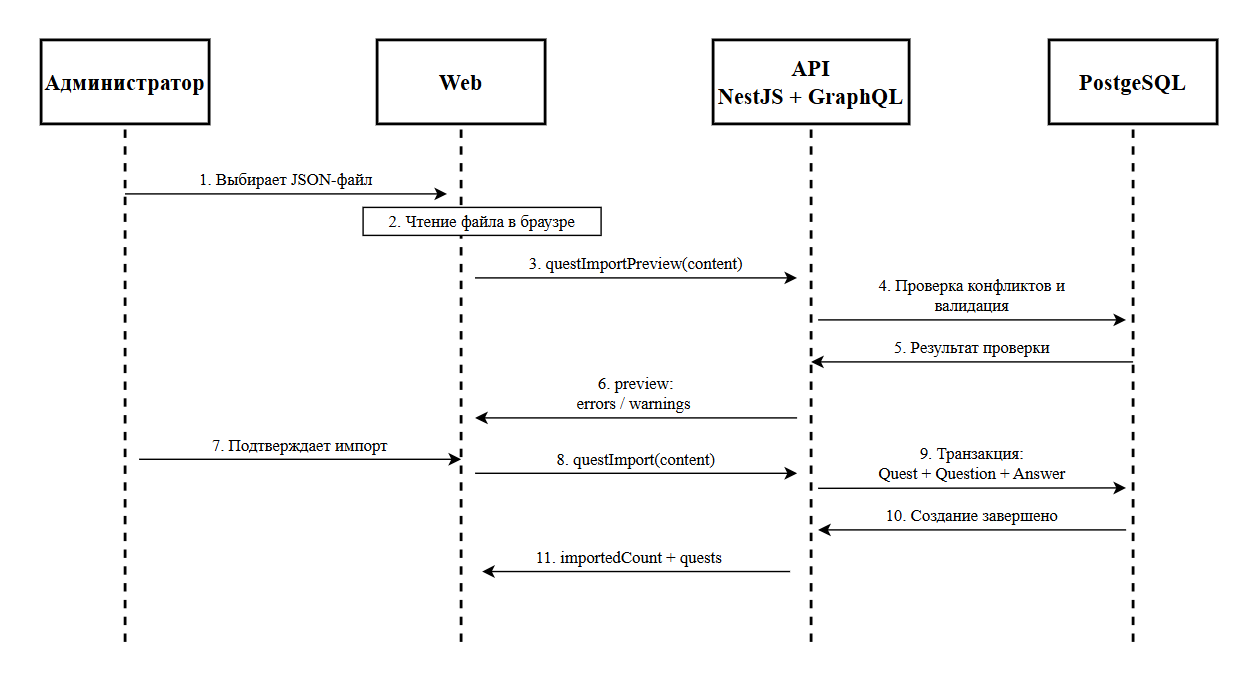 Администратор
Web
API
NestJS + GraphQL
PostgeSQL
1. Выбирает JSON-файл
2. Чтение файла в браузре
3. questImportPreview(content)
4. Проверка конфликтов и
валидация
5. Результат проверки
6. preview:
errors / warnings
7. Подтверждает импорт
8. questImport(content)
9. Транзакция:
Quest + Question + Answer
10. Создание завершено
11. importedCount + quests